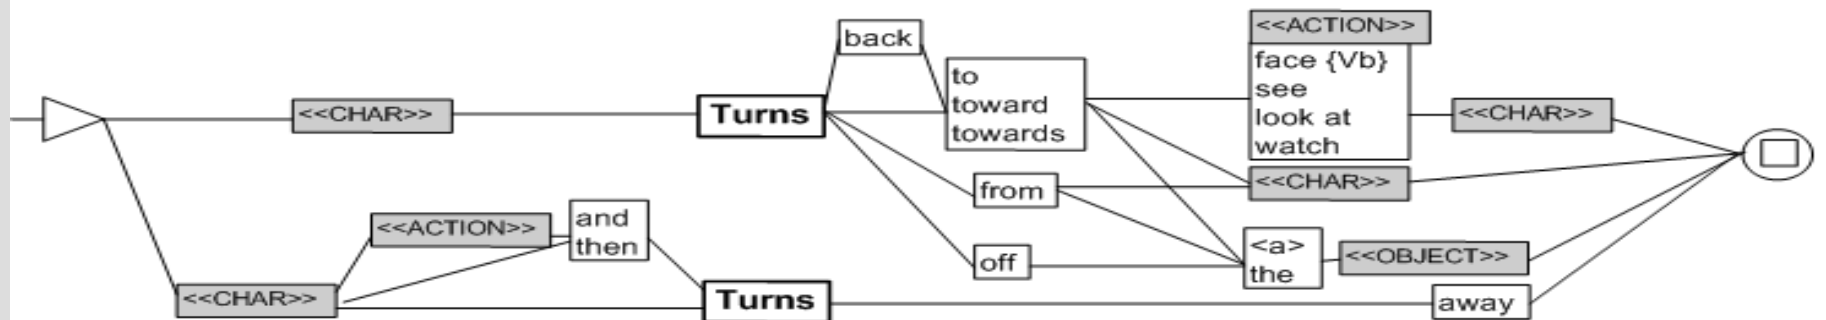 <<CHAR>>
Turns
back
to
toward
towards
<<ACTION>>
face {Vb}
see
look at
watch
<<CHAR>>
from
<<CHAR>>
off
<a>
the
<<OBJECT>>
<<CHAR>>
<<ACTION>>
and
then
Turns
away